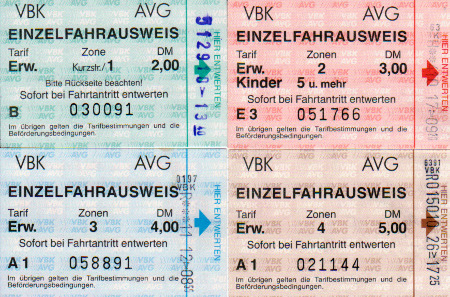 VBK AVG
EINZELFAHRAUSWEIS
Tarif Zone DM
Erw. Kurzstr./1 2,00
Bitte Rückseite beachten!
Sofort bei Fahrtantritt entwerten
B 030091
Im übrigen gelten die Tarifbestimmungen und die
Beförderungsbedingungen.
HIER ENTWERTEN
VBK AVG
EINZELFAHRAUSWEIS
Tarif Zonen DM
Erw. 2 3,00
Kinder 5 u. mehr
Sofort bei Fahrtantritt entwerten
E 3 051766
Im übrigen gelten die Tarifbestimmungen und die
Beförderungsbedingungen.
HIER ENTWERTEN
VBK AVG
EINZELFAHRAUSWEIS
Tarif Zonen DM
Erw. 3 4,00
Sofort bei Fahrtantritt entwerten
A 1 058891
Im übrigen gelten die Tarifbestimmungen und die
Beförderungsbedingungen.
0197
VBK
HIER ENTWERTEN
VBK AVG
EINZELFAHRAUSWEIS
Tarif Zonen DM
Erw. 4 5,00
Sofort bei Fahrtantritt entwerten
A 1 021144
Im übrigen gelten die Tarifbestimmungen und die
Beförderungsbedingungen.
6391
VBK
HIER ENTWERTEN